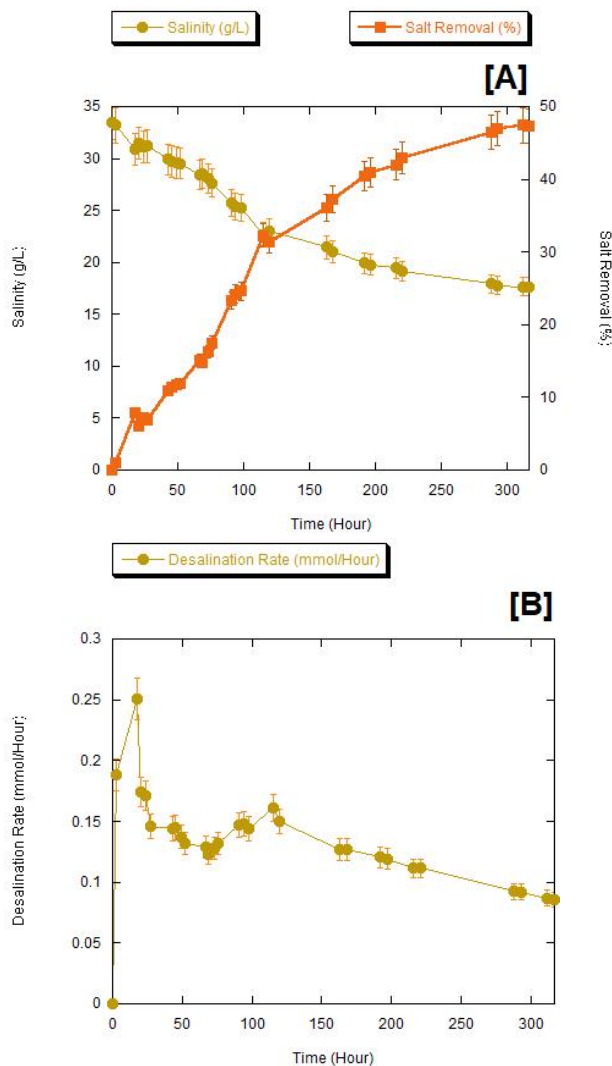 Salinity (g/L) Salt Removal (%)
[A]
35 50
30
40
25
30
20
Salinity (g/L) Salt Removal (%)
15
20
10
10
5
0 0
0 50 100 150 200 250 300
Time (Hour)
Desalination Rate (mmol/Hour)
[B]
0.3
0.25
0.2
Desalination Rate (mmol/Hour)
0.15
0.1
0.05
0
0 50 100 150 200 250 300
Time (Hour)